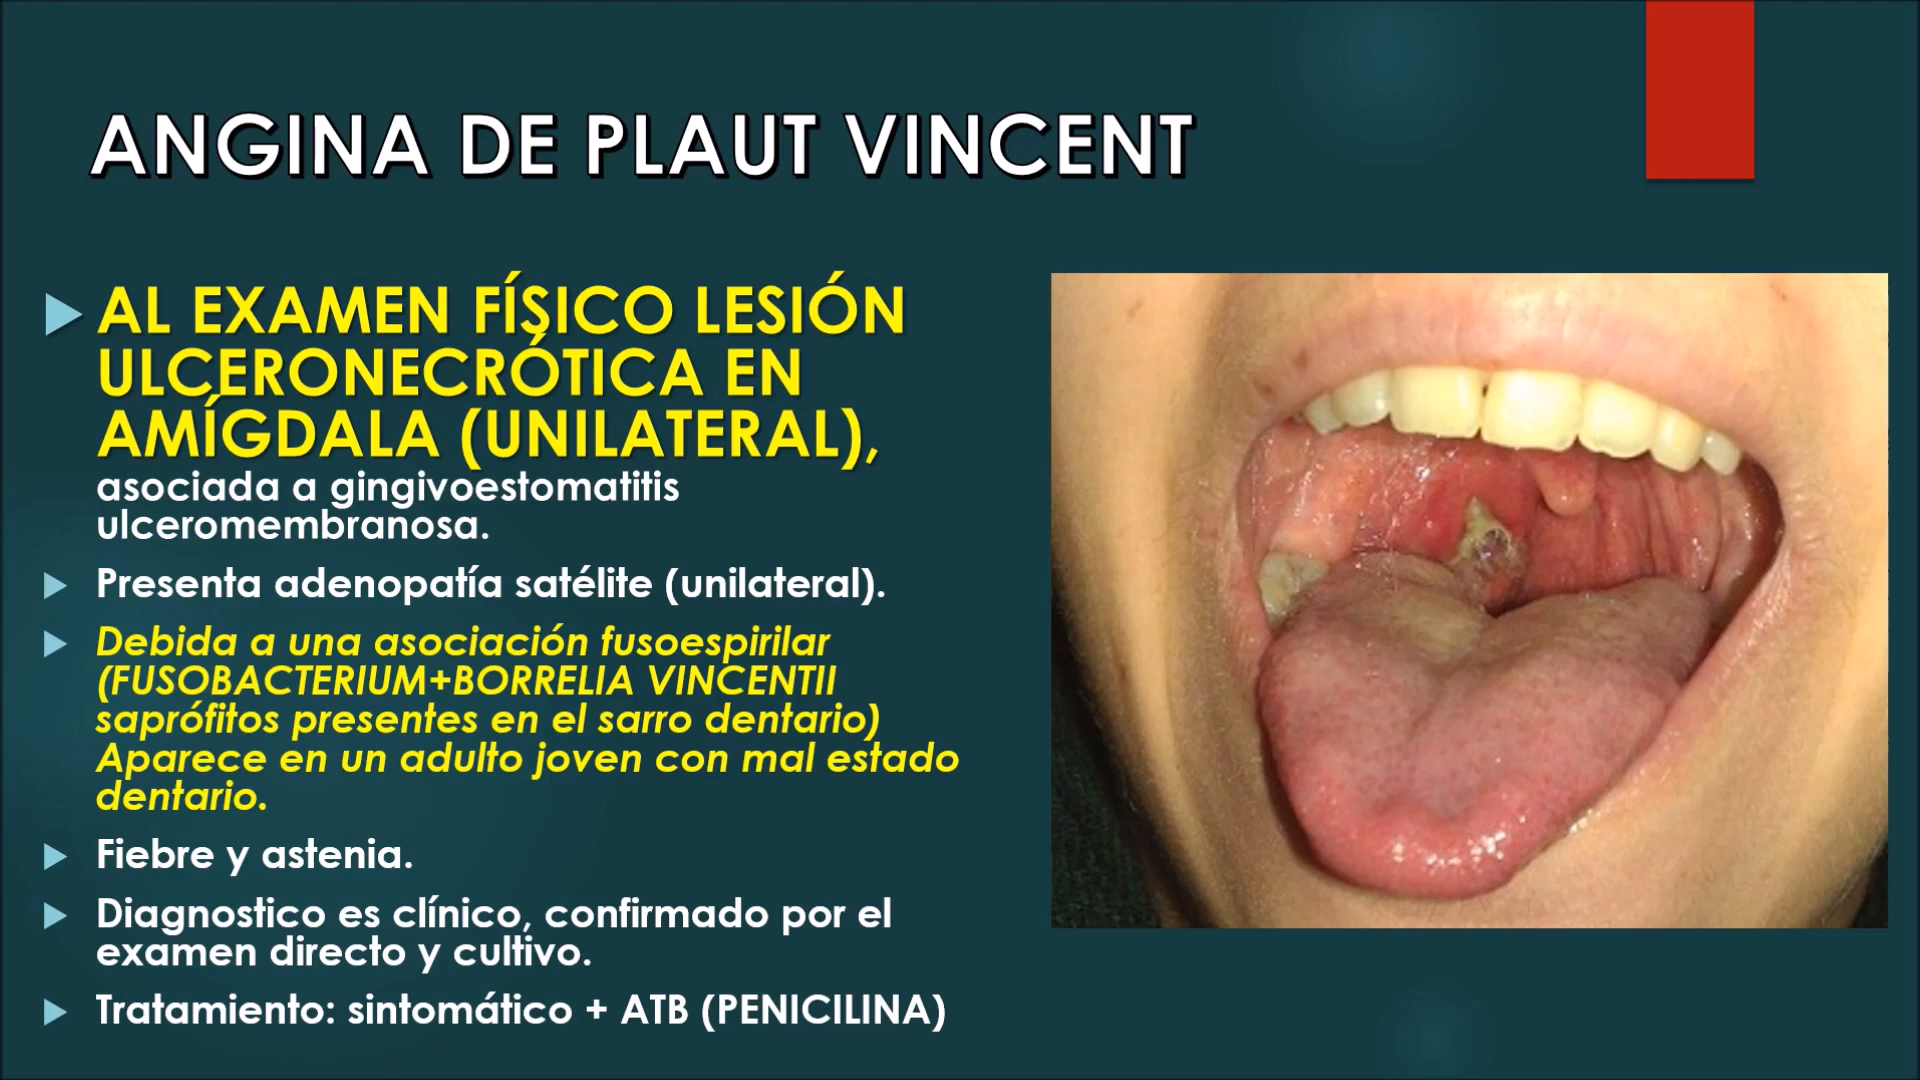 ANGINA DE PLAUT VINCENT
AL EXAMEN FÍSICO LESIÓN
ULCERONECRÓTICA EN
AMÍGDALA (UNILATERAL),
asociada a gingivoestomatitis
ulceromembranosa.
Presenta adenopatía satélite (unilateral).
Debida a una asociación fusoespirilar
(FUSOBACTERIUM+BORRELIA VINCENTII
saprófitos presentes en el sarro dentario)
Aparece en un adulto joven con mal estado
dentario.
Fiebre y astenia.
Diagnostico es clínico, confirmado por el
examen directo y cultivo.
Tratamiento: sintomático + ATB (PENICILINA)